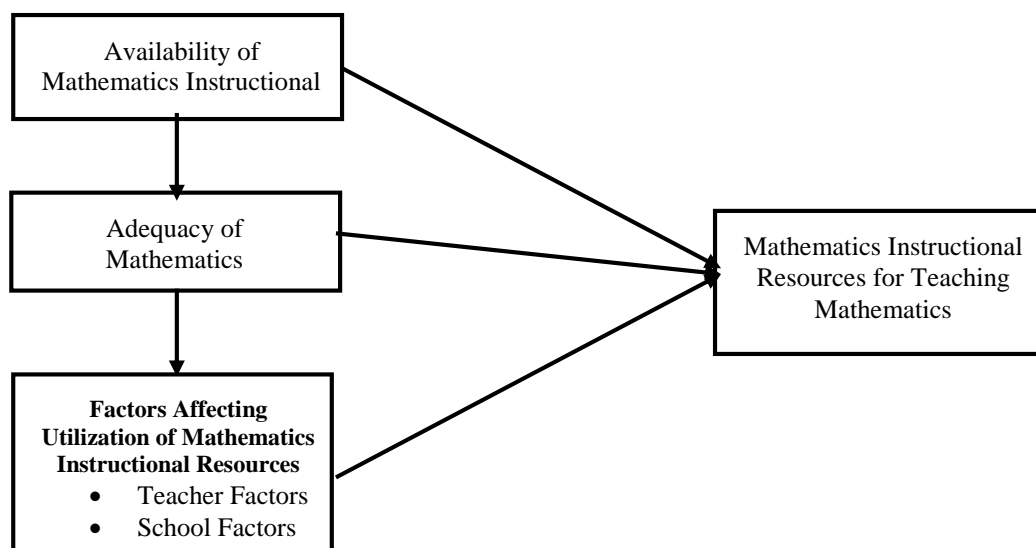 Availability of
Mathematics Instructional
Adequacy of
Mathematics
Mathematics Instructional
Resources for Teaching
Mathematics
Factors Affecting
Utilization of Mathematics
Instructional Resources
• Teacher Factors
• School Factors